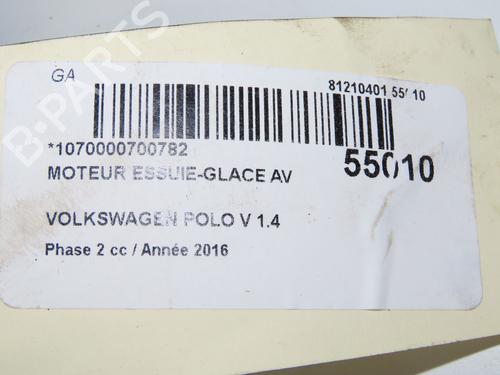 GA
81210401 55 10
*1070000700782
55010
MOTEUR ESSUIE-GLACE AV
VOLKSWAGEN POLO V 1.4
Phase 2 cc / Année 2016
B-PARTS